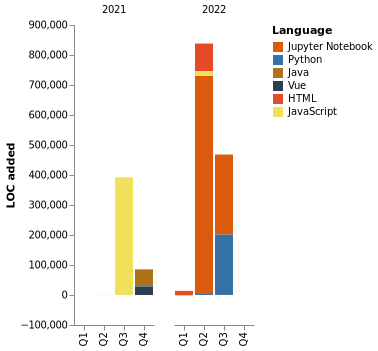 2021
2022
900,000
800,000
700,000
600,000
500,000
400,000
300,000
200,000
100,000
0
−100,000
LOC added
Q1
Q2
Q3
Q4
Q1
Q2
Q3
Q4
Language
Jupyter Notebook
Python
Java
Vue
HTML
JavaScript